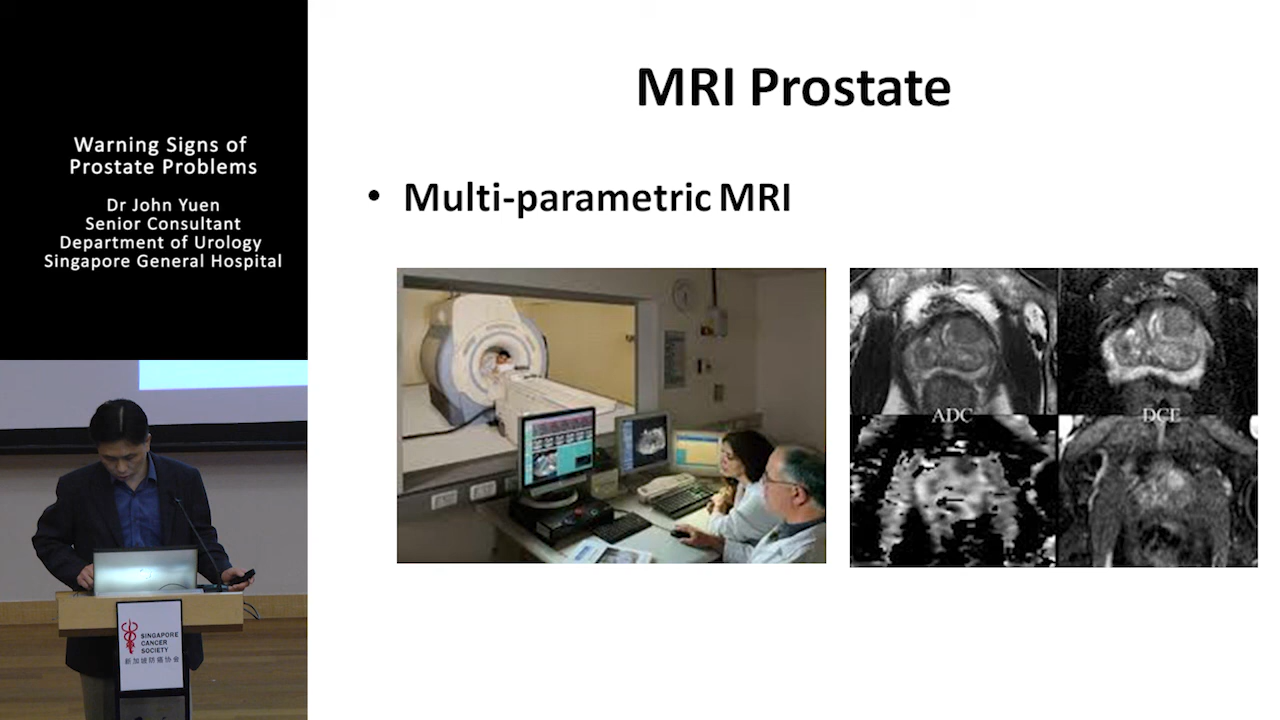 Warning Signs of
Prostate Problems
Dr John Yuen
Senior Consultant
Department of Urology
Singapore General Hospital
MRI Prostate
• Multi-parametric MRI
ADC
DCE
SINGAPORE
CANCER
SOCIETY
新加坡防癌协会